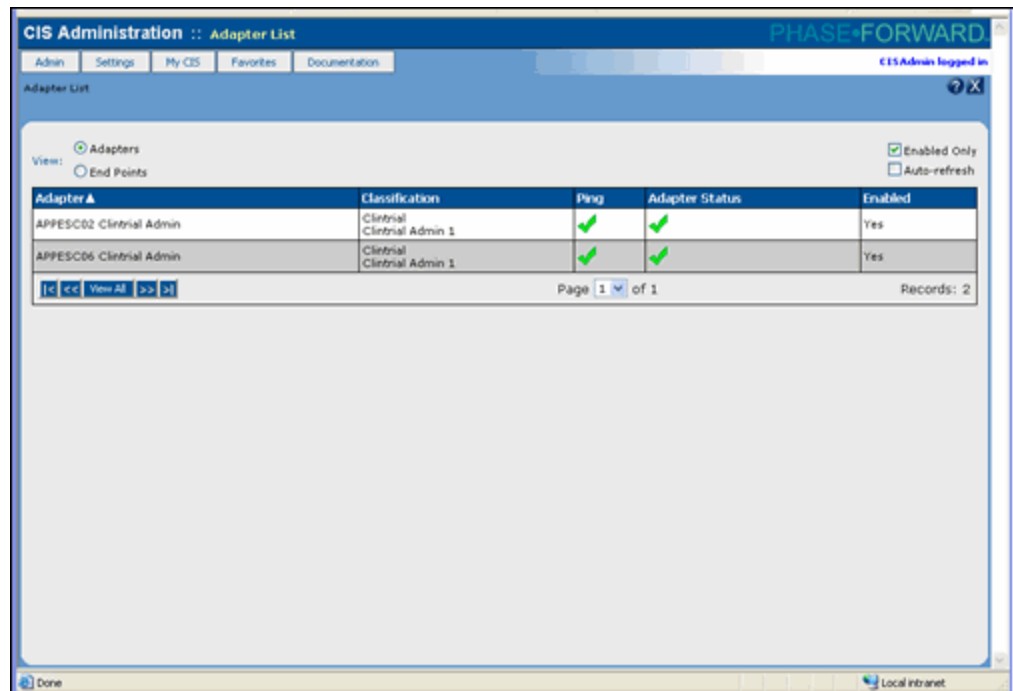 CIS Administration :: Adapter List
PHASE•FORWARD.
Admin Settings My CIS Favorites Documentation
CISAdmin logged in
Adapter List
? X
View:
Adapters
End Points
Enabled Only
Auto-refresh
Adapter▲ Classification Ping Adapter Status Enabled
APPESC02 Clintrial Admin Clintrial Yes
Clintrial Admin 1
APPESC06 Clintrial Admin Clintrial Yes
Clintrial Admin 1
|< << View All >> >| Page 1 of 1 Records: 2
Done Local intranet